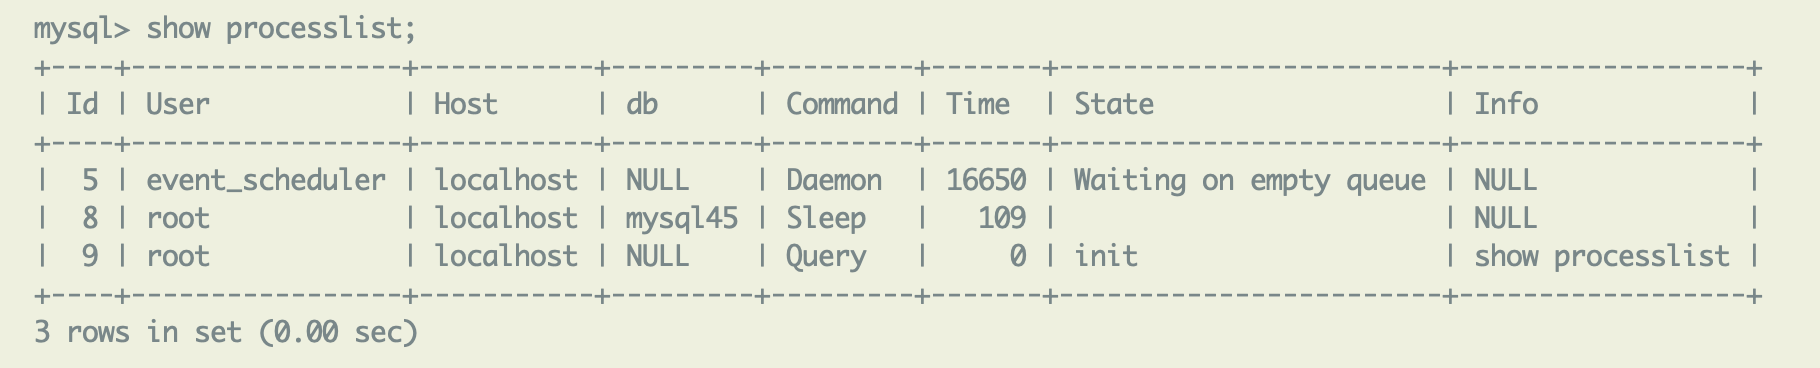 mysql> show processlist;
+----+-----------------+-----------+---------+---------+-------+------------------------+------------------+
| Id | User            | Host      | db      | Command | Time  | State                  | Info             |
+----+-----------------+-----------+---------+---------+-------+------------------------+------------------+
|  5 | event_scheduler | localhost | NULL    | Daemon  | 16650 | Waiting on empty queue | NULL             |
|  8 | root            | localhost | mysql45 | Sleep   |   109 |                        | NULL             |
|  9 | root            | localhost | NULL    | Query   |     0 | init                   | show processlist |
+----+-----------------+-----------+---------+---------+-------+------------------------+------------------+
3 rows in set (0.00 sec)